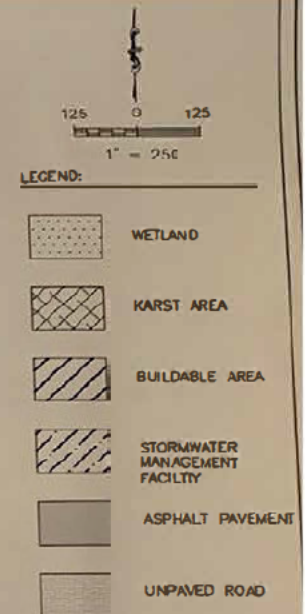 125 0 125
1" = 250
LEGEND:
WETLAND
KARST AREA
BUILDABLE AREA
STORMWATER
MANAGEMENT
FACILITY
ASPHALT PAVEMENT
UNPAVED ROAD